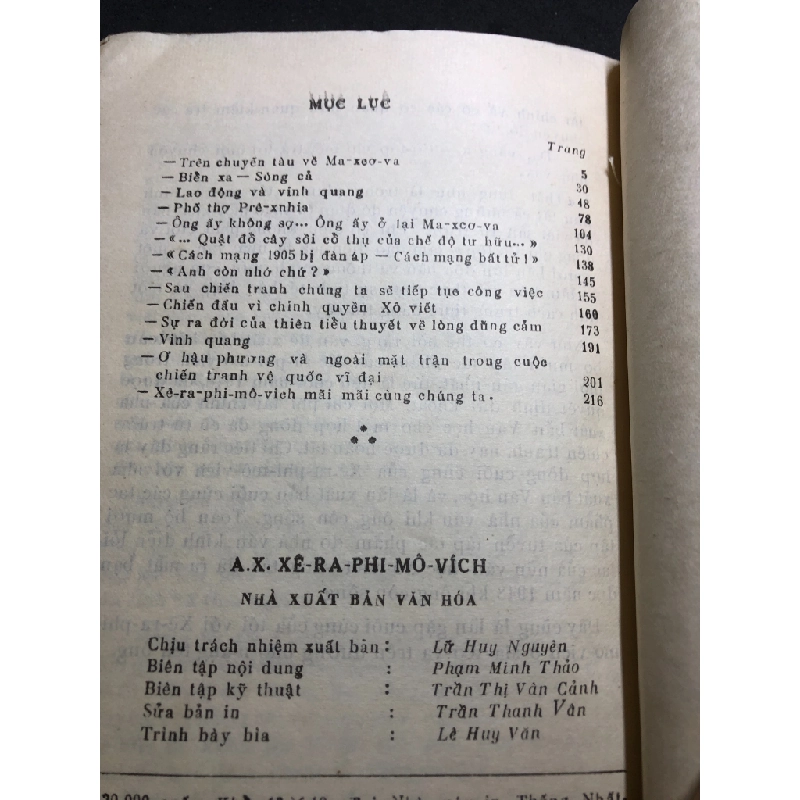 MỤC LỤC
Trang
— Trên chuyến tàu về Ma-xcơ-va 5
— Biển xa — Sông cả 30
— Lao động và vinh quang 48
— Phố thợ Prê-xnhia 78
— Ông ấy không sợ... Ông ấy ở lại Ma-xcơ-va 104
— «... Quật đổ cây sồi cổ thụ của chế độ tư hữu...» 130
— «Cách mạng 1905 bị đàn áp — Cách mạng bất tử!» 138
— «Anh còn nhớ chứ?» 145
— Sau chiến tranh chúng ta sẽ tiếp tục công việc 155
— Chiến đấu vì chính quyền Xô viết 160
— Sự ra đời của thiên tiểu thuyết về lòng dũng cảm 173
— Vinh quang 191
— Ở hậu phương và ngoài mặt trận trong cuộc
chiến tranh vệ quốc vĩ đại 201
— Xê-ra-phi-mô-vích mãi mãi cùng chúng ta. 216
A.X. XÊ-RA-PHI-MÔ-VÍCH
NHÀ XUẤT BẢN VĂN HÓA
Chịu trách nhiệm xuất bản : Lữ Huy Nguyên
Biên tập nội dung : Phạm Minh Thảo
Biên tập kỹ thuật : Trần Thị Vân Cảnh
Sửa bản in : Trần Thanh Vân
Trình bày bìa : Lê Huy Văn